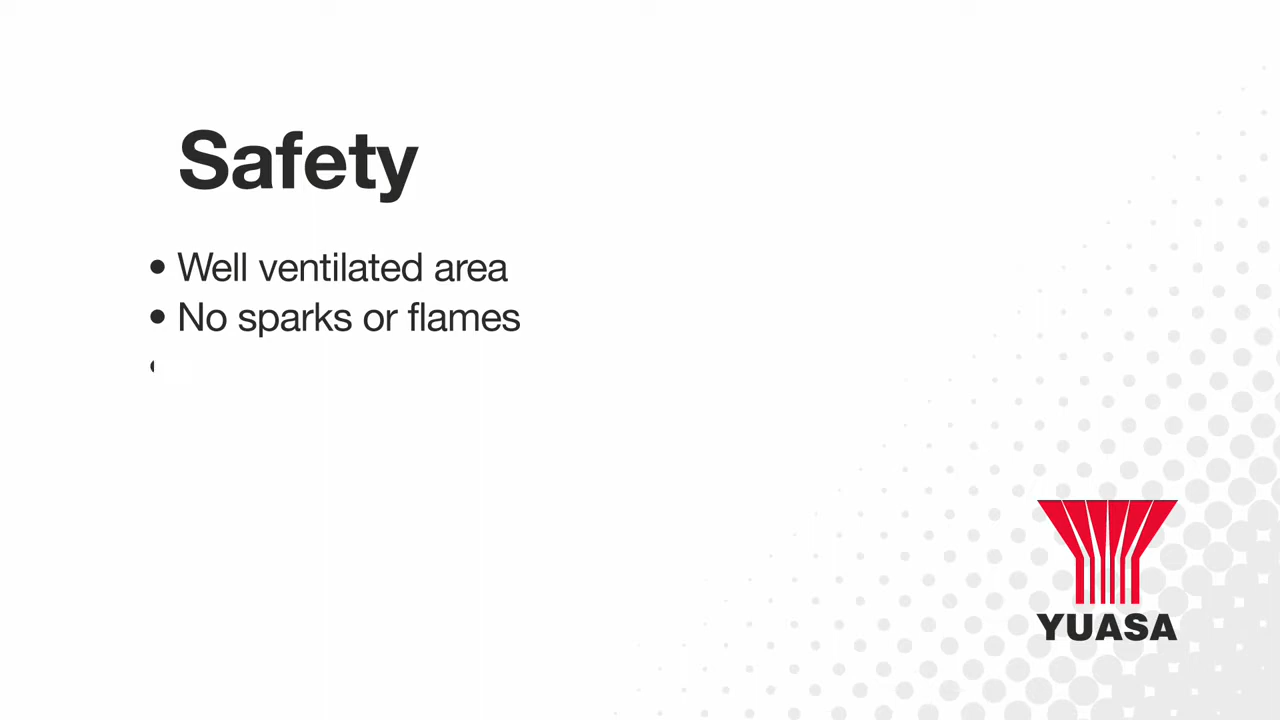 Safety
• Well ventilated area
• No sparks or flames
•
YUASA